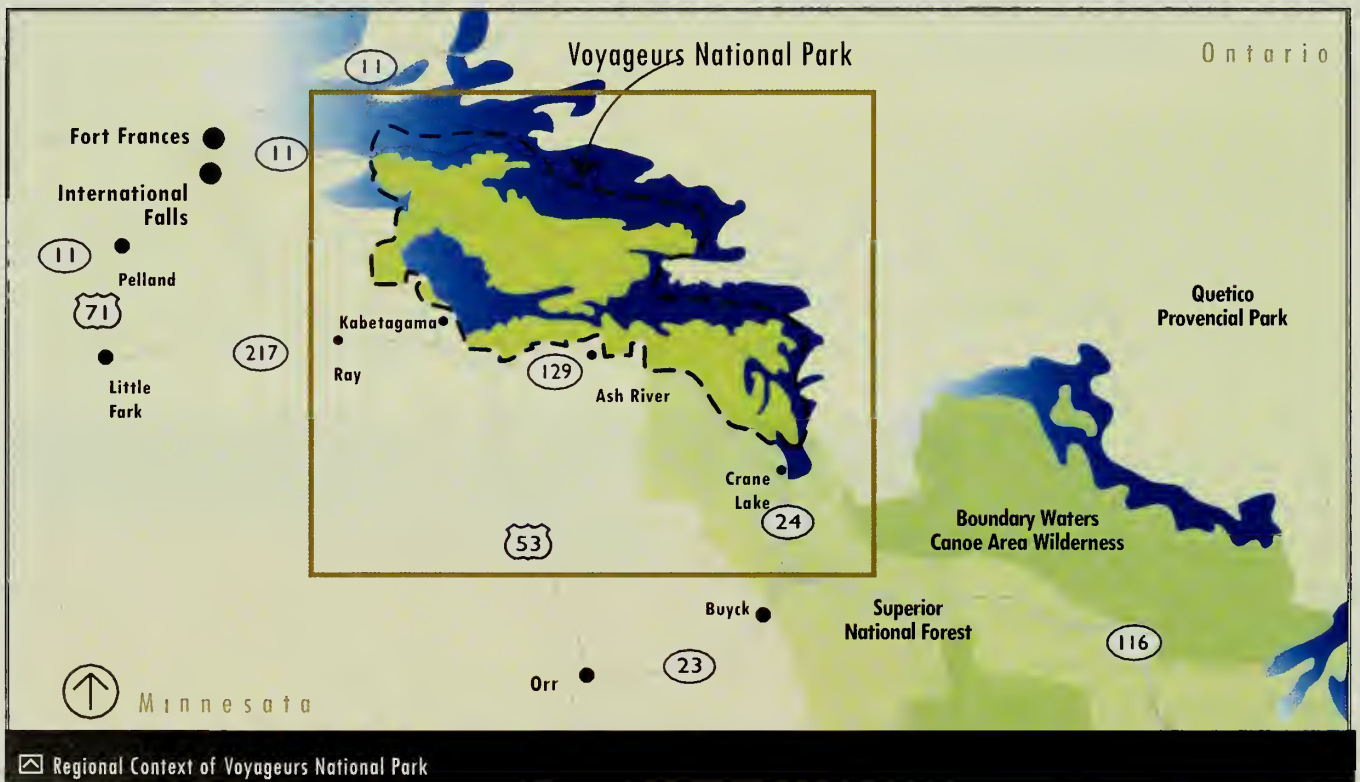 Voyageurs National Park
Ontario
11
Fort Frances
11
International
Falls
11
Pelland
71
Little
Fark
217
Kabetagama
Ray
129
Ash River
Quetico
Provencial Park
Crane
Lake
24
53
Boundary Waters
Canoe Area Wilderness
Buyck
Superior
National Forest
116
Orr
23
Minnesata
Regional Context of Voyageurs National Park